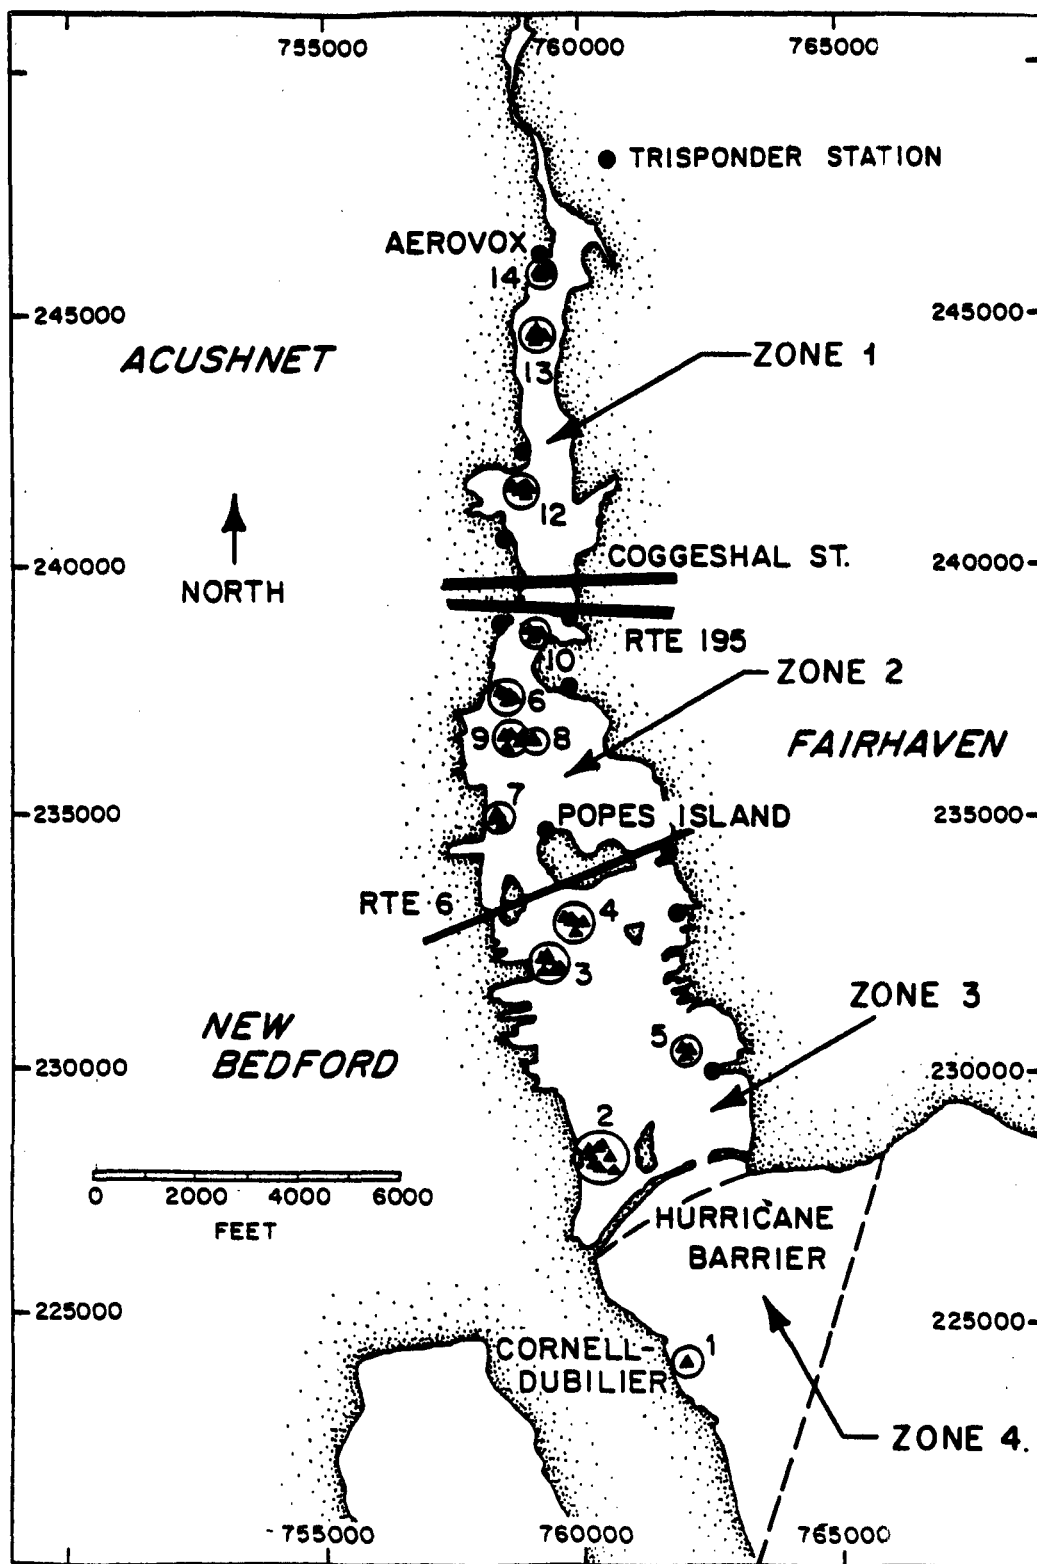 755000 760000 765000
TRISPONDER STATION
AEROVOX
14
245000 245000
ACUSHNET
13
ZONE 1
12
240000 240000
COGGESHAL ST.
NORTH
RTE 195
10
ZONE 2
6
9 8
FAIRHAVEN
7
235000 235000
POPES ISLAND
RTE 6
4
3
ZONE 3
NEW
BEDFORD
5
230000 230000
2
0 2000 4000 6000
FEET
HURRICANE
BARRIER
225000 225000
CORNELL-
DUBILIER
1
ZONE 4.
755000 760000 765000